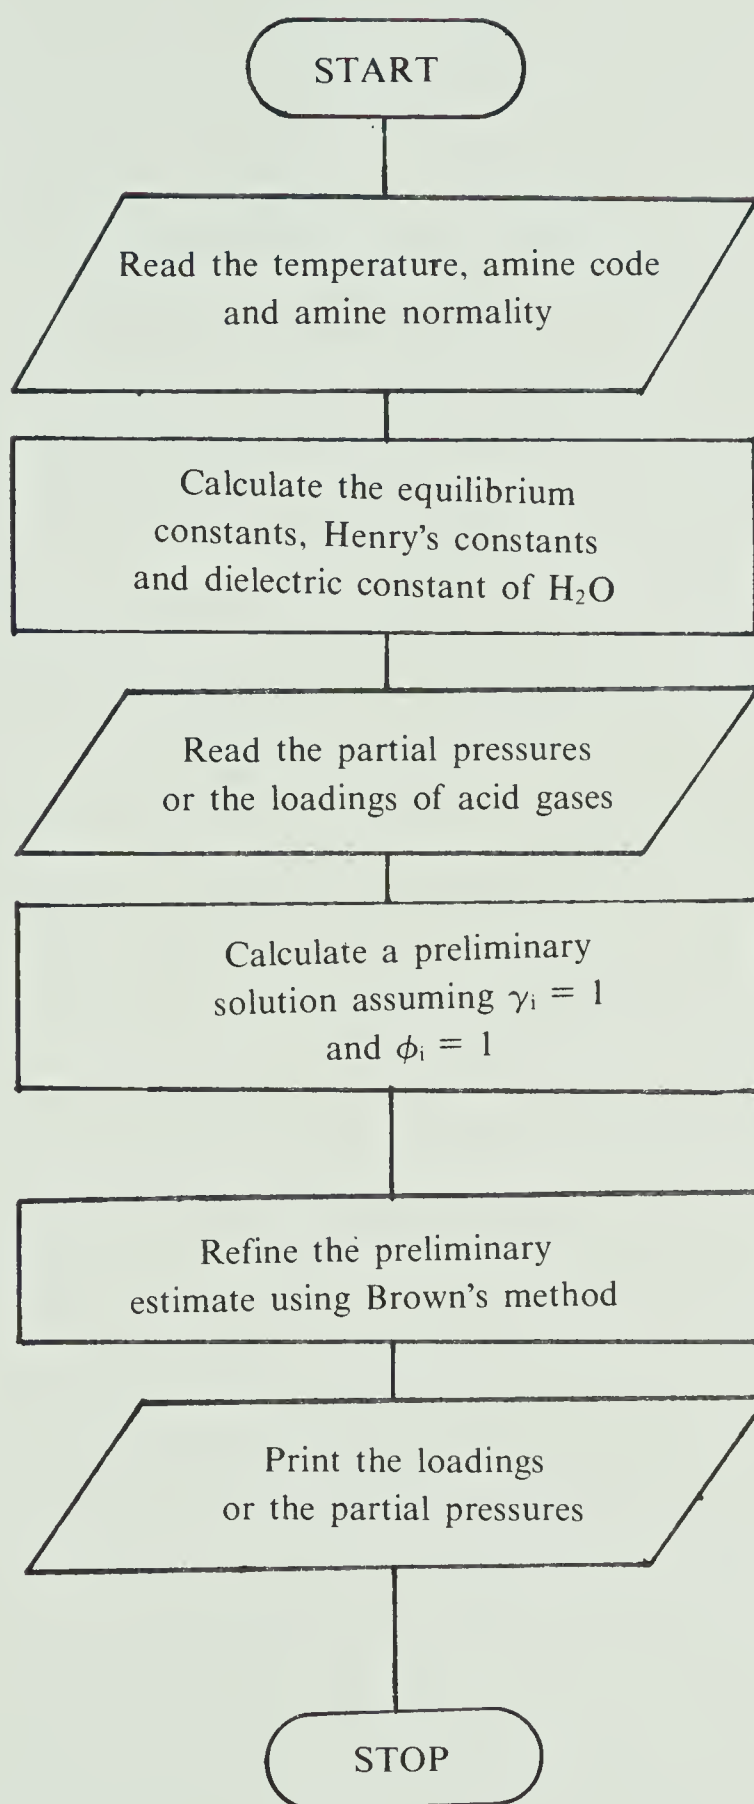 START
Read the temperature, amine code
and amine normality
Calculate the equilibrium
constants, Henry's constants
and dielectric constant of H₂O
Read the partial pressures
or the loadings of acid gases
Calculate a preliminary
solution assuming γᵢ = 1
and ϕᵢ = 1
Refine the preliminary
estimate using Brown's method
Print the loadings
or the partial pressures
STOP